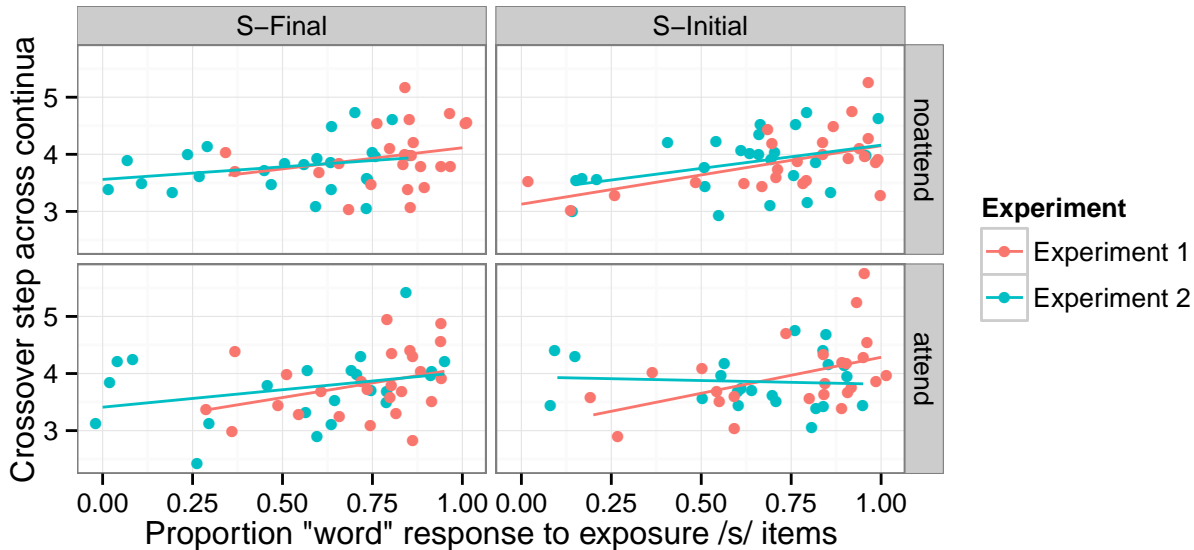 S−Final
S−Initial
Crossover step across continua
5
4
3
noattend
5
4
3
attend
0.00 0.25 0.50 0.75 1.00
0.00 0.25 0.50 0.75 1.00
Proportion "word" response to exposure /s/ items
Experiment
Experiment 1
Experiment 2